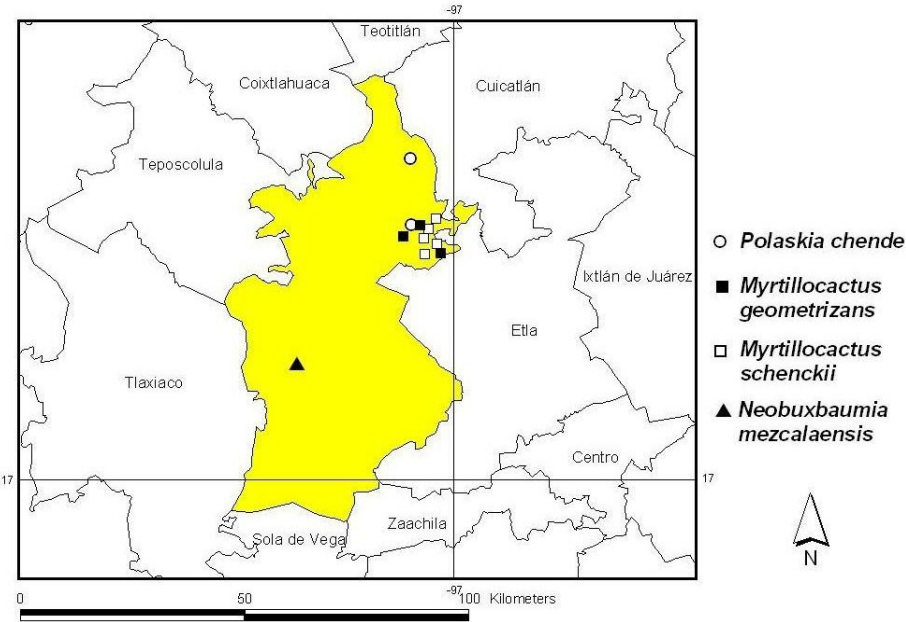 -97
Teotitlán
Coixtlahuaca
Cuicatlán
Teposcolula
Polaskia chende
Ixtlán de Juárez
Myrtillocactus
geometrizans
Etla
Myrtillocactus
schenckii
Tlaxiaco
Neobuxbaumia
mezcalaensis
Centro
17
17
Zaachila
Sola de Vega
N
-97
0
50
100 Kilometers